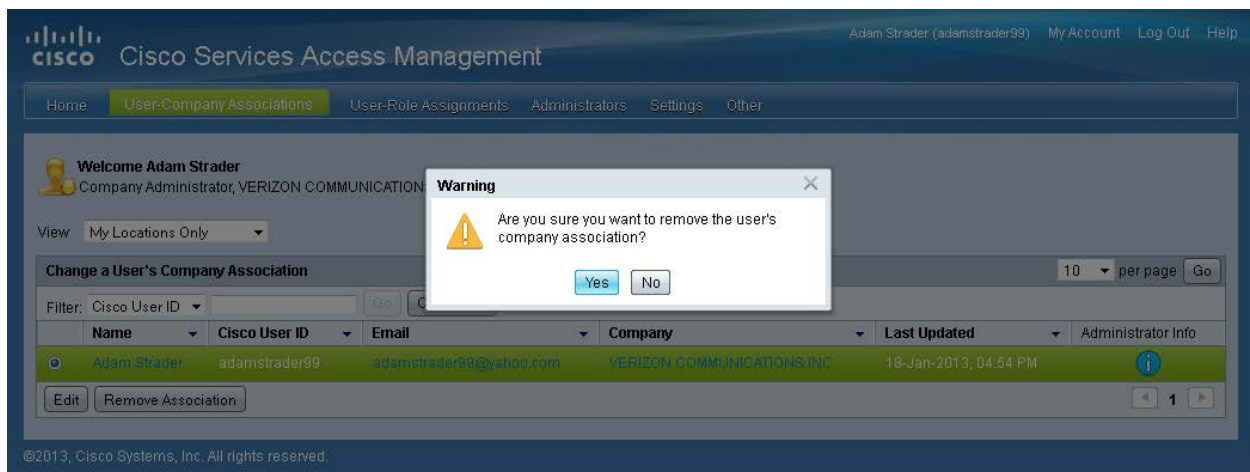 Adam Strader (adamstrader99) My Account Log Out Help
cisco Cisco Services Access Management
Home User-Company Associations User-Role Assignments Administrators Settings Other
Welcome Adam Strader
Company Administrator, VERIZON COMMUNICATION
Warning
Are you sure you want to remove the user's
company association?
Yes No
View My Locations Only
Change a User's Company Association 10 per page Go
Filter: Cisco User ID Go
Name Cisco User ID Email Company Last Updated Administrator Info
Adam Strader adamstrader99 adamstrader99@yahoo.com VERIZON COMMUNICATIONS INC 18-Jan-2013, 04:54 PM
Edit Remove Association 1
©2013, Cisco Systems, Inc. All rights reserved.